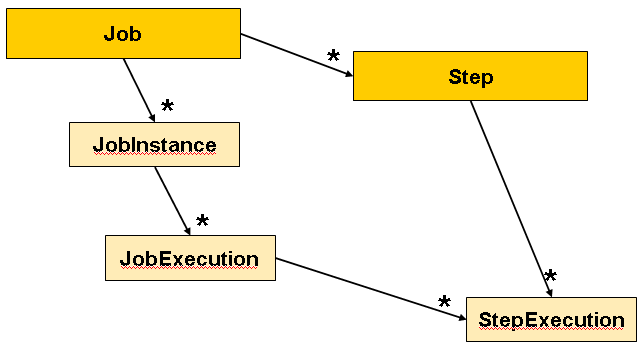 Job
*
Step
*
JobInstance
*
JobExecution
*
*
StepExecution